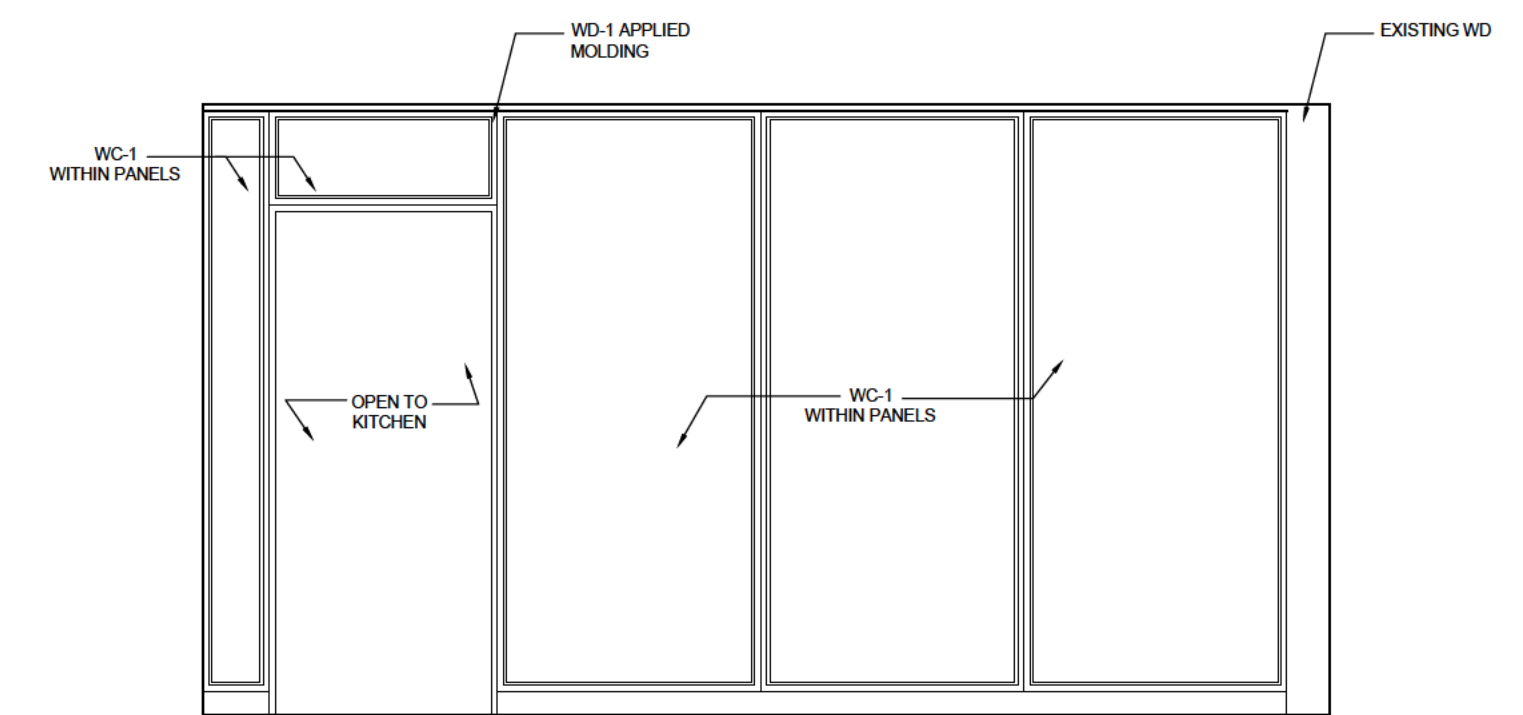 WD-1 APPLIED
MOLDING
EXISTING WD
WC-1
WITHIN PANELS
OPEN TO
KITCHEN
WC-1
WITHIN PANELS